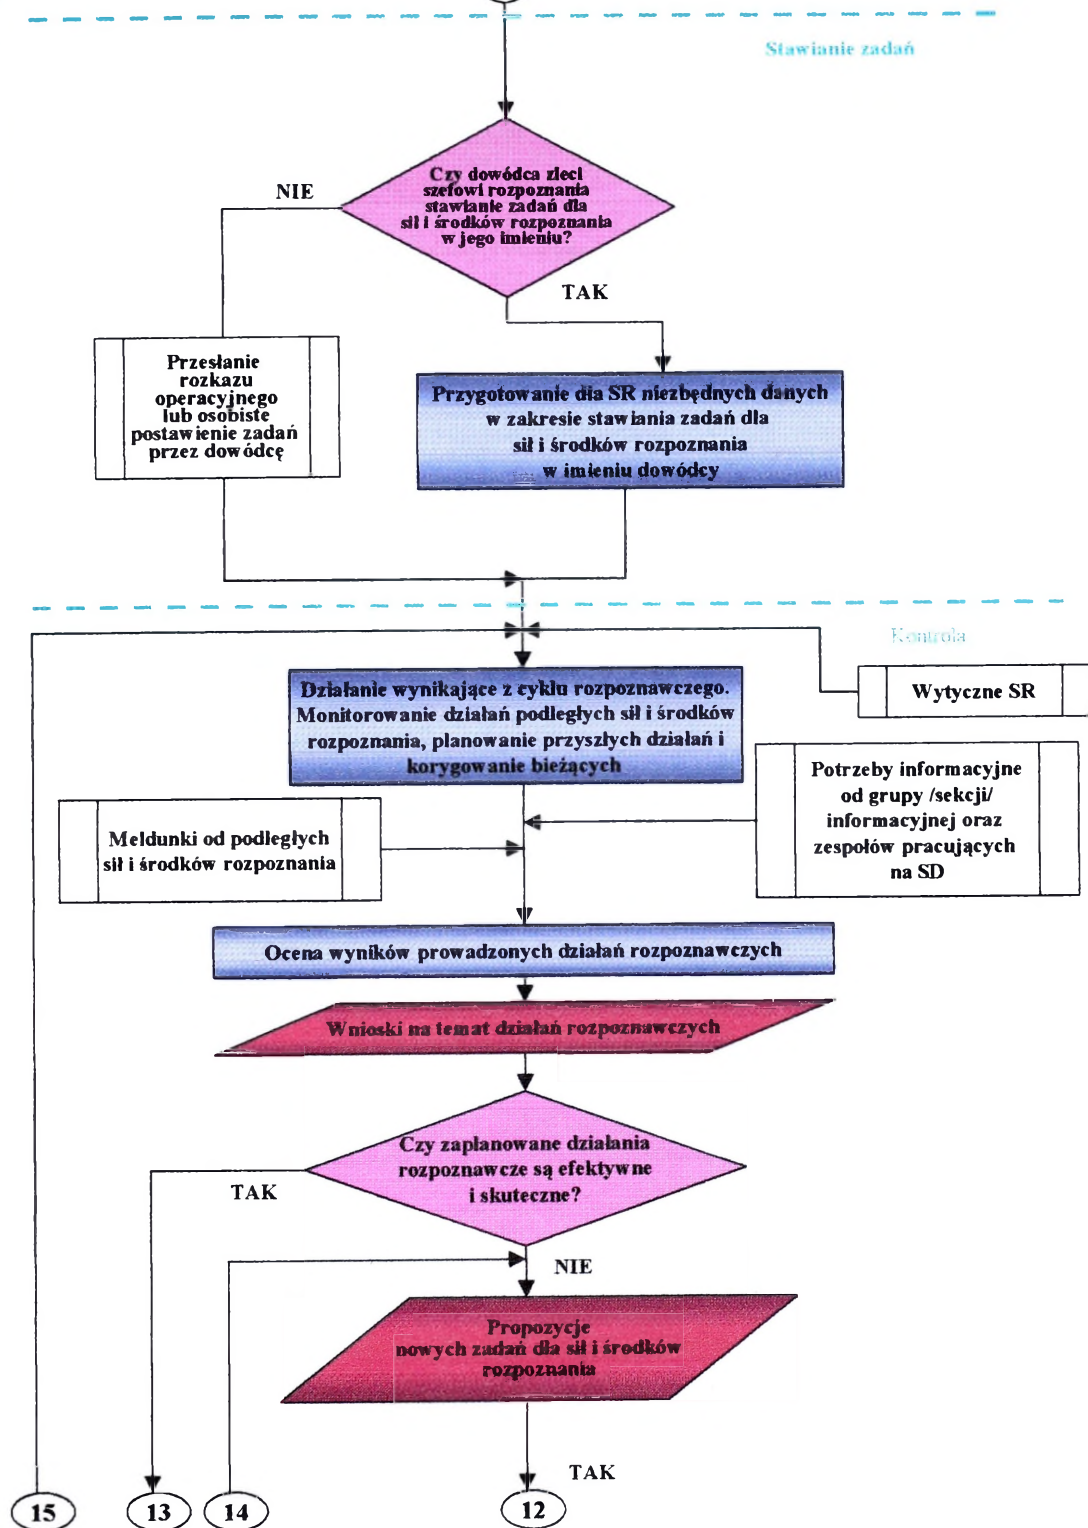 Stawianie zadań
Czy dowódca zleci
szefowi rozpoznania
stawianie zadań dla
sił i środków rozpoznania
w jego imieniu?
NIE
TAK
Przesłanie
rozkazu
operacyjnego
lub osobiste
postawienie zadań
przez dowódcę
Przygotowanie dla SR niezbędnych danych
w zakresie stawiania zadań dla
sił i środków rozpoznania
w imieniu dowódcy
Kontrola
Wytyczne SR
Działanie wynikające z cyklu rozpoznawczego.
Monitorowanie działań podległych sił i środków
rozpoznania, planowanie przyszłych działań i
korygowanie bieżących
Potrzeby informacyjne
od grupy /sekcji/
informacyjnej oraz
zespołów pracujących
na SD
Meldunki od podległych
sił i środków rozpoznania
Ocena wyników prowadzonych działań rozpoznawczych
Wnioski na temat działań rozpoznawczych
Czy zaplanowane działania
rozpoznawcze są efektywne
i skuteczne?
TAK
NIE
Propozycje
nowych zadań dla sił i środków
rozpoznania
TAK
15
13
14
12